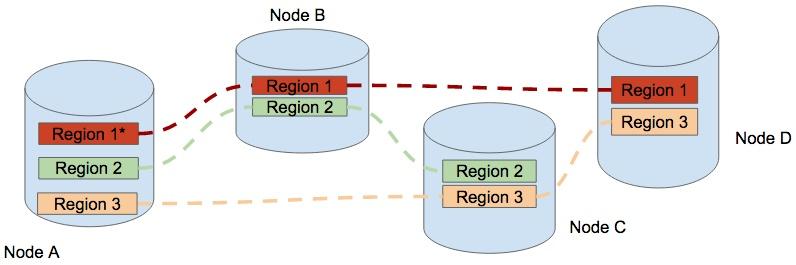 Node B
Region 1
Region 2
Region 1*
Region 2
Region 3
Node A
Region 2
Region 3
Node C
Region 1
Region 3
Node D